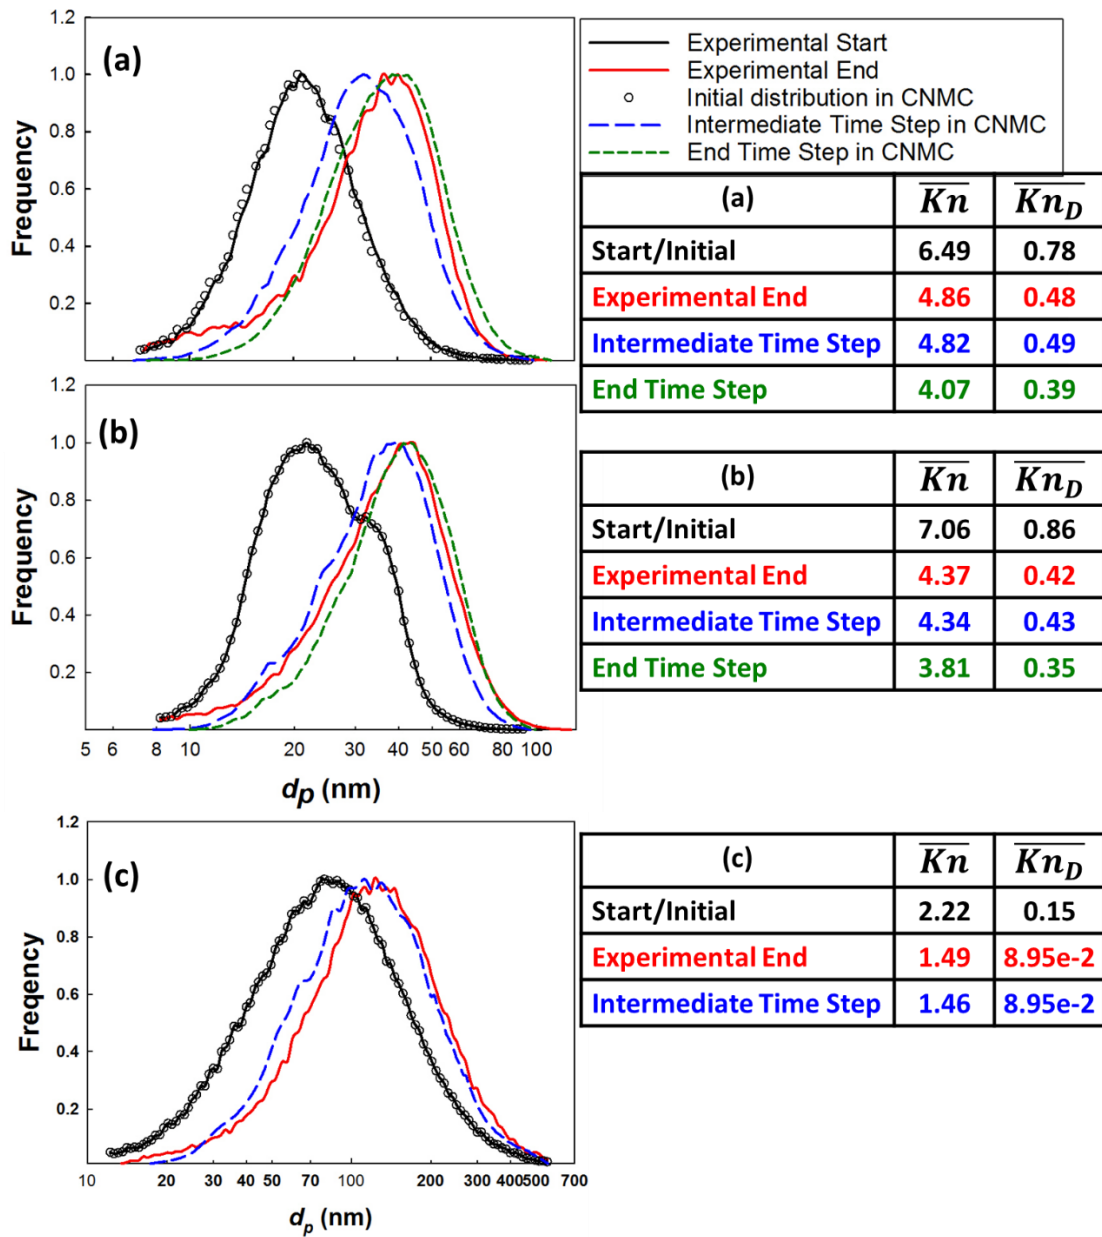 1.2
1.0
0.8
0.6
0.4
0.2
Frequency
(a)
Experimental Start
Experimental End
Initial distribution in CNMC
Intermediate Time Step in CNMC
End Time Step in CNMC
(a) Kn Kn_D
Start/Initial 6.49 0.78
Experimental End 4.86 0.48
Intermediate Time Step 4.82 0.49
End Time Step 4.07 0.39
1.2
1.0
0.8
0.6
0.4
0.2
Frequency
(b)
5 6 8 10 20 30 40 50 60 80 100
dp (nm)
(b) Kn Kn_D
Start/Initial 7.06 0.86
Experimental End 4.37 0.42
Intermediate Time Step 4.34 0.43
End Time Step 3.81 0.35
1.2
1.0
0.8
0.6
0.4
0.2
Freqency
(c)
10 20 30 40 50 70 100 200 300 400500 700
dp (nm)
(c) Kn Kn_D
Start/Initial 2.22 0.15
Experimental End 1.49 8.95e-2
Intermediate Time Step 1.46 8.95e-2